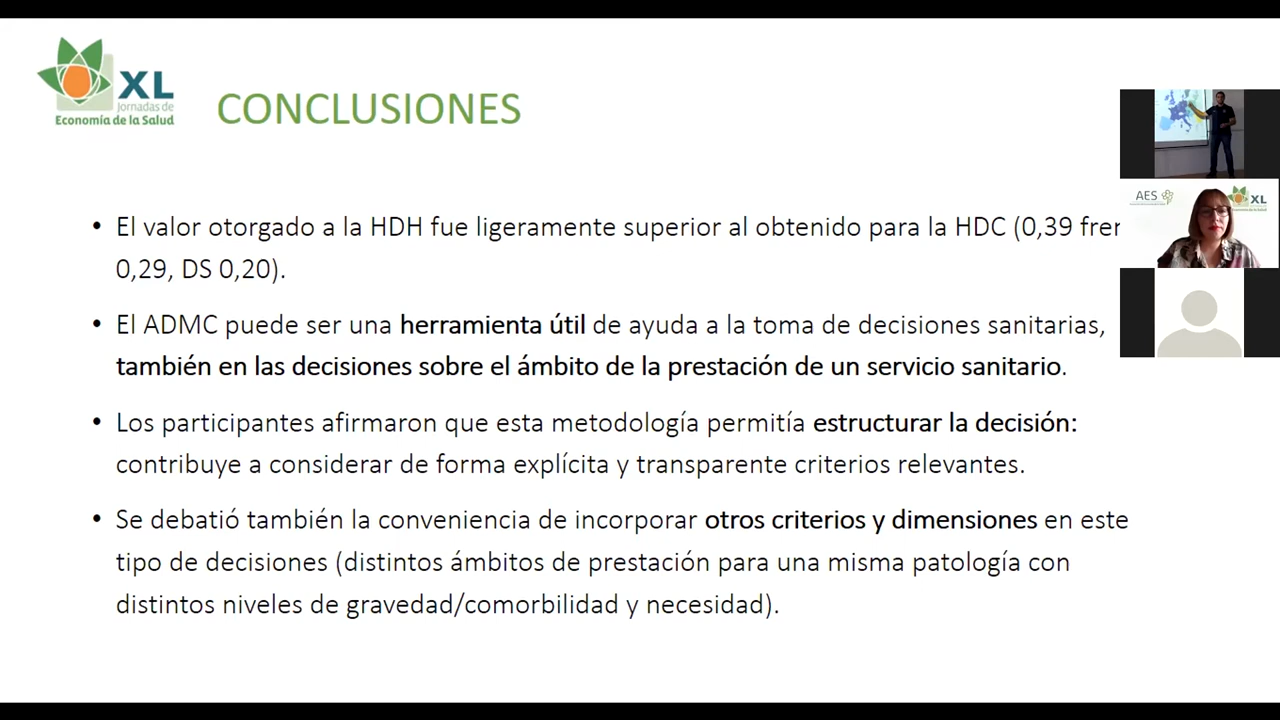 XL
Jornadas de
Economía de la Salud
CONCLUSIONES
AES
XL
• El valor otorgado a la HDH fue ligeramente superior al obtenido para la HDC (0,39
0,29, DS 0,20).
• El ADMC puede ser una herramienta útil de ayuda a la toma de decisiones sanitarias,
también en las decisiones sobre el ámbito de la prestación de un servicio sanitario.
• Los participantes afirmaron que esta metodología permitía estructurar la decisión:
contribuye a considerar de forma explícita y transparente criterios relevantes.
• Se debatió también la conveniencia de incorporar otros criterios y dimensiones en este
tipo de decisiones (distintos ámbitos de prestación para una misma patología con
distintos niveles de gravedad/comorbilidad y necesidad).